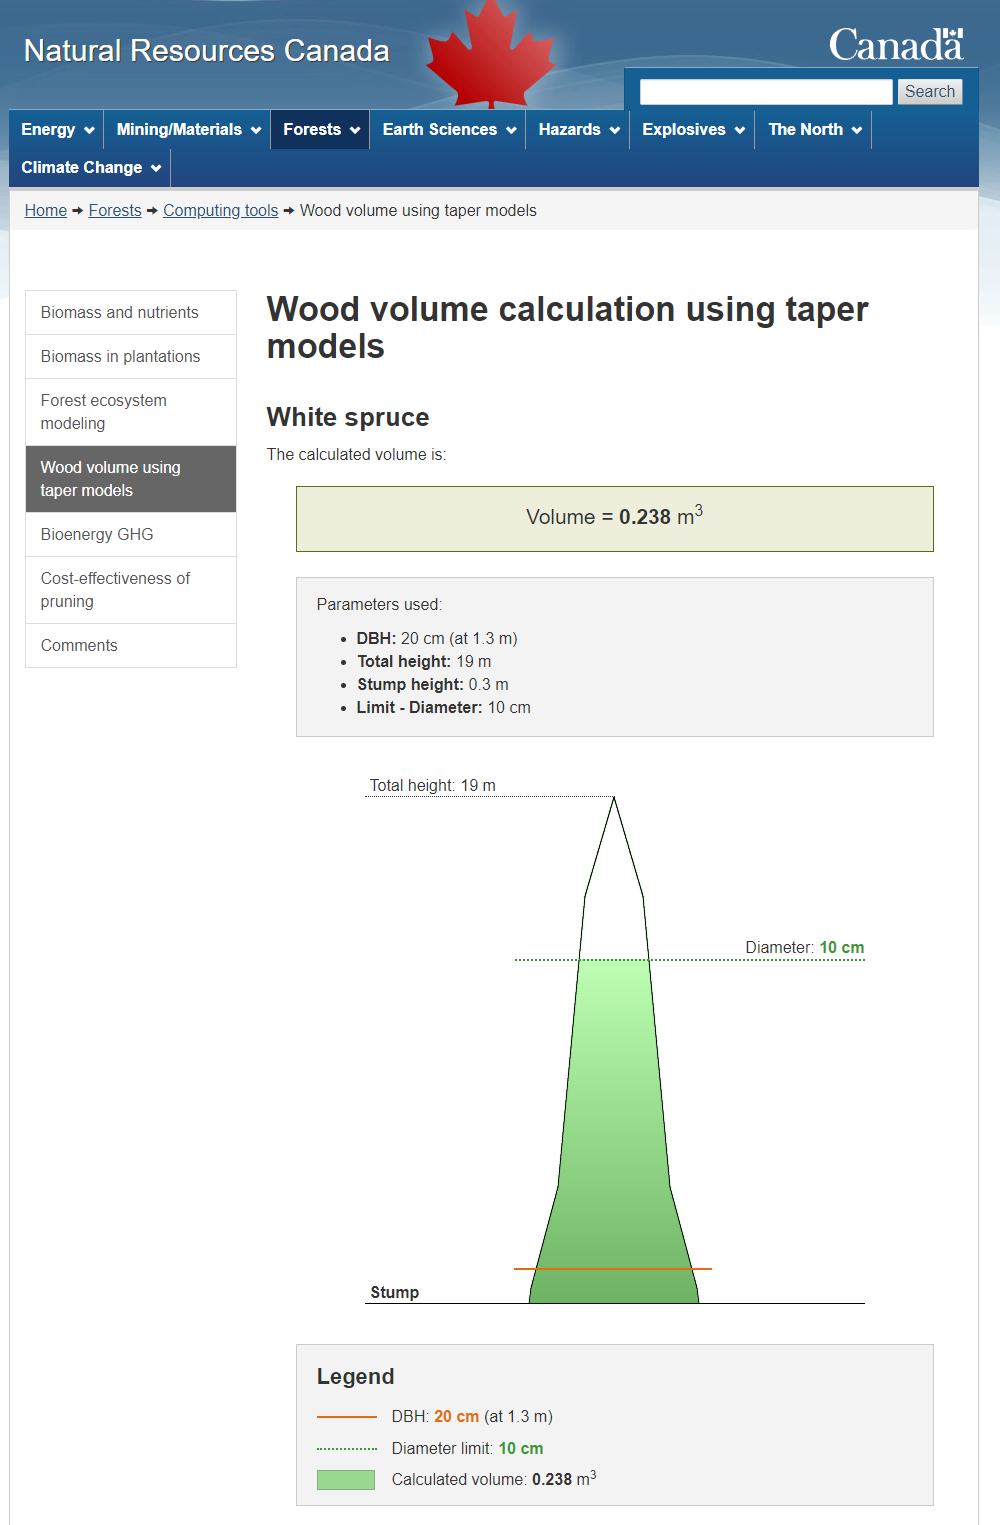 Natural Resources Canada
Canada
Search
Energy Mining/Materials Forests Earth Sciences Hazards Explosives The North
Climate Change
Home Forests Computing tools Wood volume using taper models
Biomass and nutrients
Biomass in plantations
Forest ecosystem
modeling
Wood volume using
taper models
Bioenergy GHG
Cost-effectiveness of
pruning
Comments
Wood volume calculation using taper
models
White spruce
The calculated volume is:
Volume = 0.238 m³
Parameters used:
• DBH: 20 cm (at 1.3 m)
• Total height: 19 m
• Stump height: 0.3 m
• Limit - Diameter: 10 cm
Total height: 19 m
Diameter: 10 cm
Stump
Legend
DBH: 20 cm (at 1.3 m)
Diameter limit: 10 cm
Calculated volume: 0.238 m³